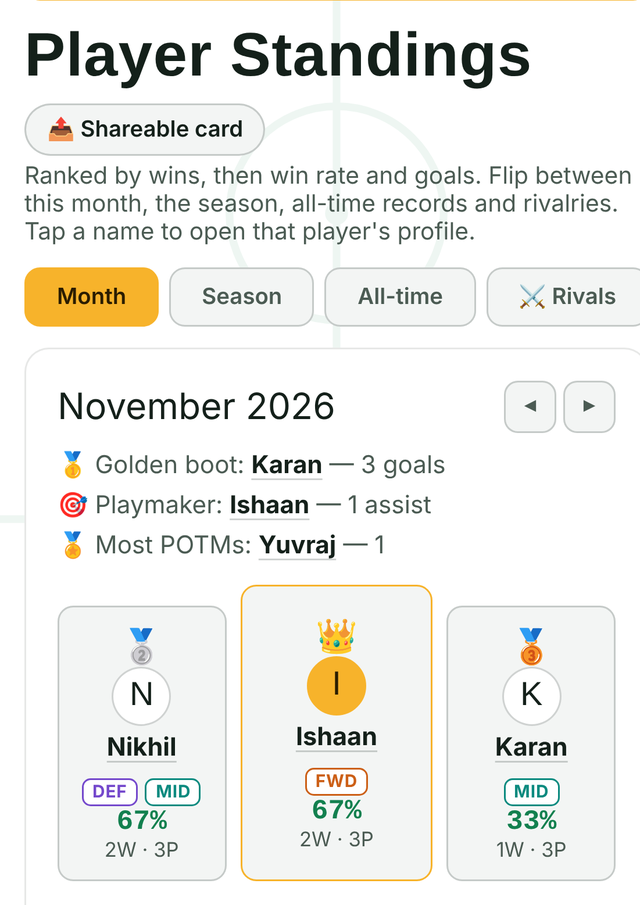 Player Standings
📤 Shareable card
Ranked by wins, then win rate and goals. Flip between
this month, the season, all-time records and rivalries.
Tap a name to open that player's profile.
Month
Season
All-time
⚔️ Rivals
November 2026
◄
►
🥇 Golden boot: Karan — 3 goals
🎯 Playmaker: Ishaan — 1 assist
🏅 Most POTMs: Yuvraj — 1
🥈
N
Nikhil
DEF MID
67%
2W · 3P
👑
I
Ishaan
FWD
67%
2W · 3P
🥉
K
Karan
MID
33%
1W · 3P